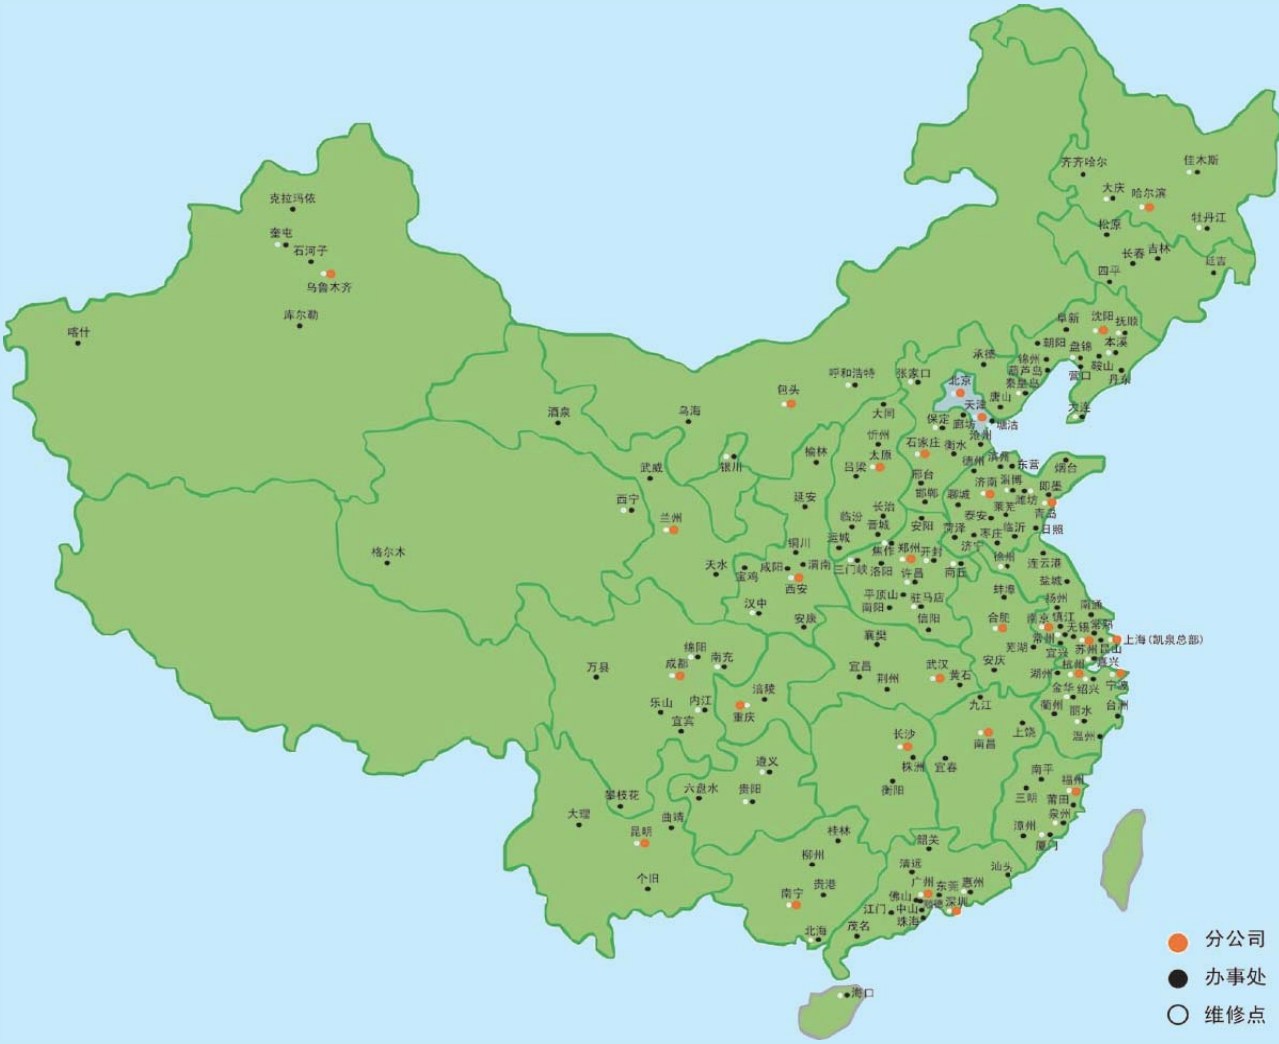 齐齐哈尔
佳木斯
大庆
哈尔滨
克拉玛依
松原
牡丹江
奎屯
石河子
长春
吉林
延吉
四平
乌鲁木齐
库尔勒
喀什
阜新
沈阳
抚顺
朝阳
盘锦
本溪
承德
锦州
鞍山
葫芦岛
营口
丹东
呼和浩特
张家口
北京
秦皇岛
包头
唐山
天津
大连
酒泉
乌海
大同
保定
廊坊
塘沽
忻州
石家庄
衡水
沧州
榆林
太原
德州
滨州
东营
烟台
武威
银川
吕梁
邢台
济南
淄博
即墨
西宁
延安
邯郸
聊城
潍坊
兰州
长治
莱芜
青岛
临汾
晋城
安阳
泰安
菏泽
枣庄
临沂
日照
格尔木
铜川
运城
焦作
郑州
开封
济宁
徐州
连云港
天水
宝鸡
咸阳
渭南
三门峡
洛阳
许昌
商丘
盐城
西安
平顶山
驻马店
蚌埠
扬州
南通
汉中
安康
南阳
信阳
合肥
南京
镇江
无锡
常熟
襄樊
常州
上海(凯泉总部)
绵阳
芜湖
宜兴
苏州
昆山
万县
成都
南充
宜昌
武汉
安庆
杭州
嘉兴
荆州
黄石
湖州
宁波
涪陵
金华
绍兴
乐山
内江
九江
衢州
丽水
台州
宜宾
重庆
长沙
南昌
上饶
温州
遵义
株洲
宜春
南平
福州
攀枝花
六盘水
贵阳
衡阳
三明
莆田
大理
曲靖
泉州
昆明
桂林
漳州
韶关
厦门
柳州
清远
汕头
个旧
贵港
广州
东莞
惠州
南宁
佛山
顺德
深圳
江门
中山
北海
茂名
珠海
海口
分公司
办事处
维修点